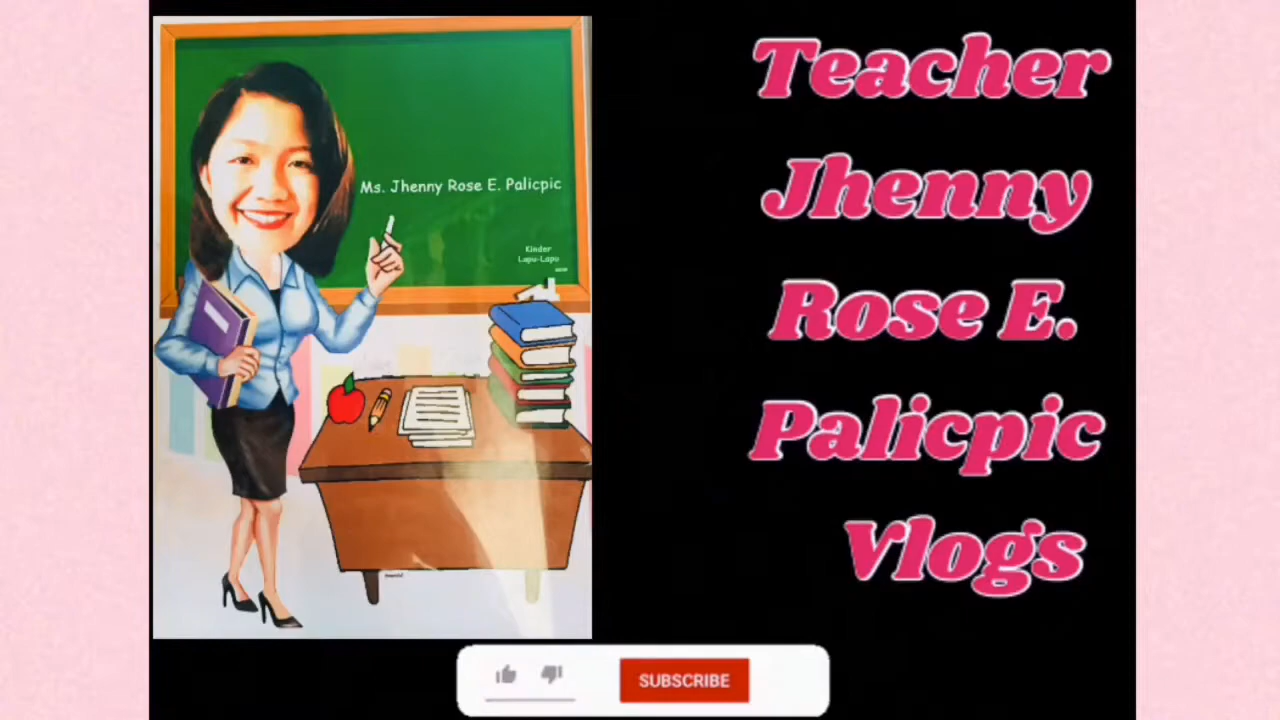 Ms. Jhenny Rose E. Palicpic
Kinder
Lapu-Lapu
Teacher
Jhenny
Rose E.
Palicpic
Vlogs
SUBSCRIBE